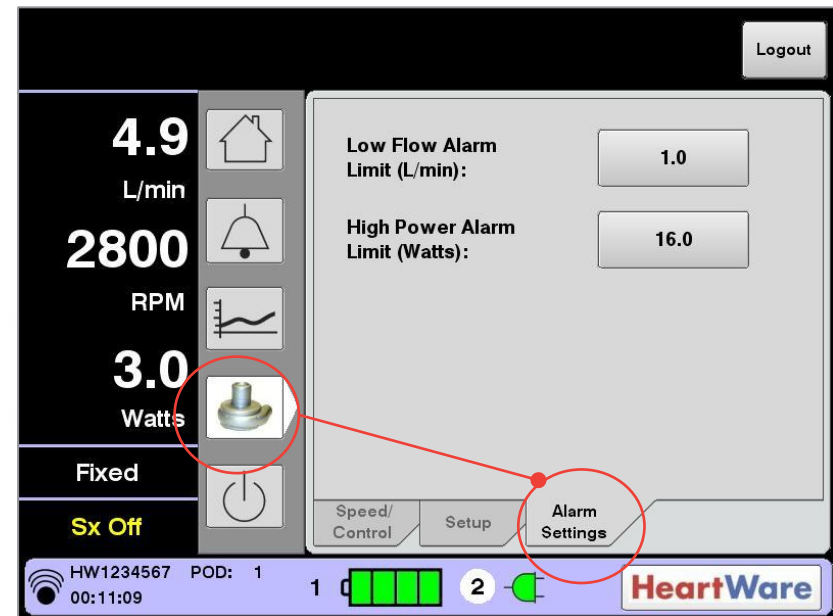 Logout
4.9
L/min
2800
RPM
3.0
Watts
Fixed
Sx Off
Low Flow Alarm
Limit (L/min):
1.0
High Power Alarm
Limit (Watts):
16.0
Speed/
Control
Setup
Alarm
Settings
HW1234567 POD: 1
00:11:09
1
2
HeartWare